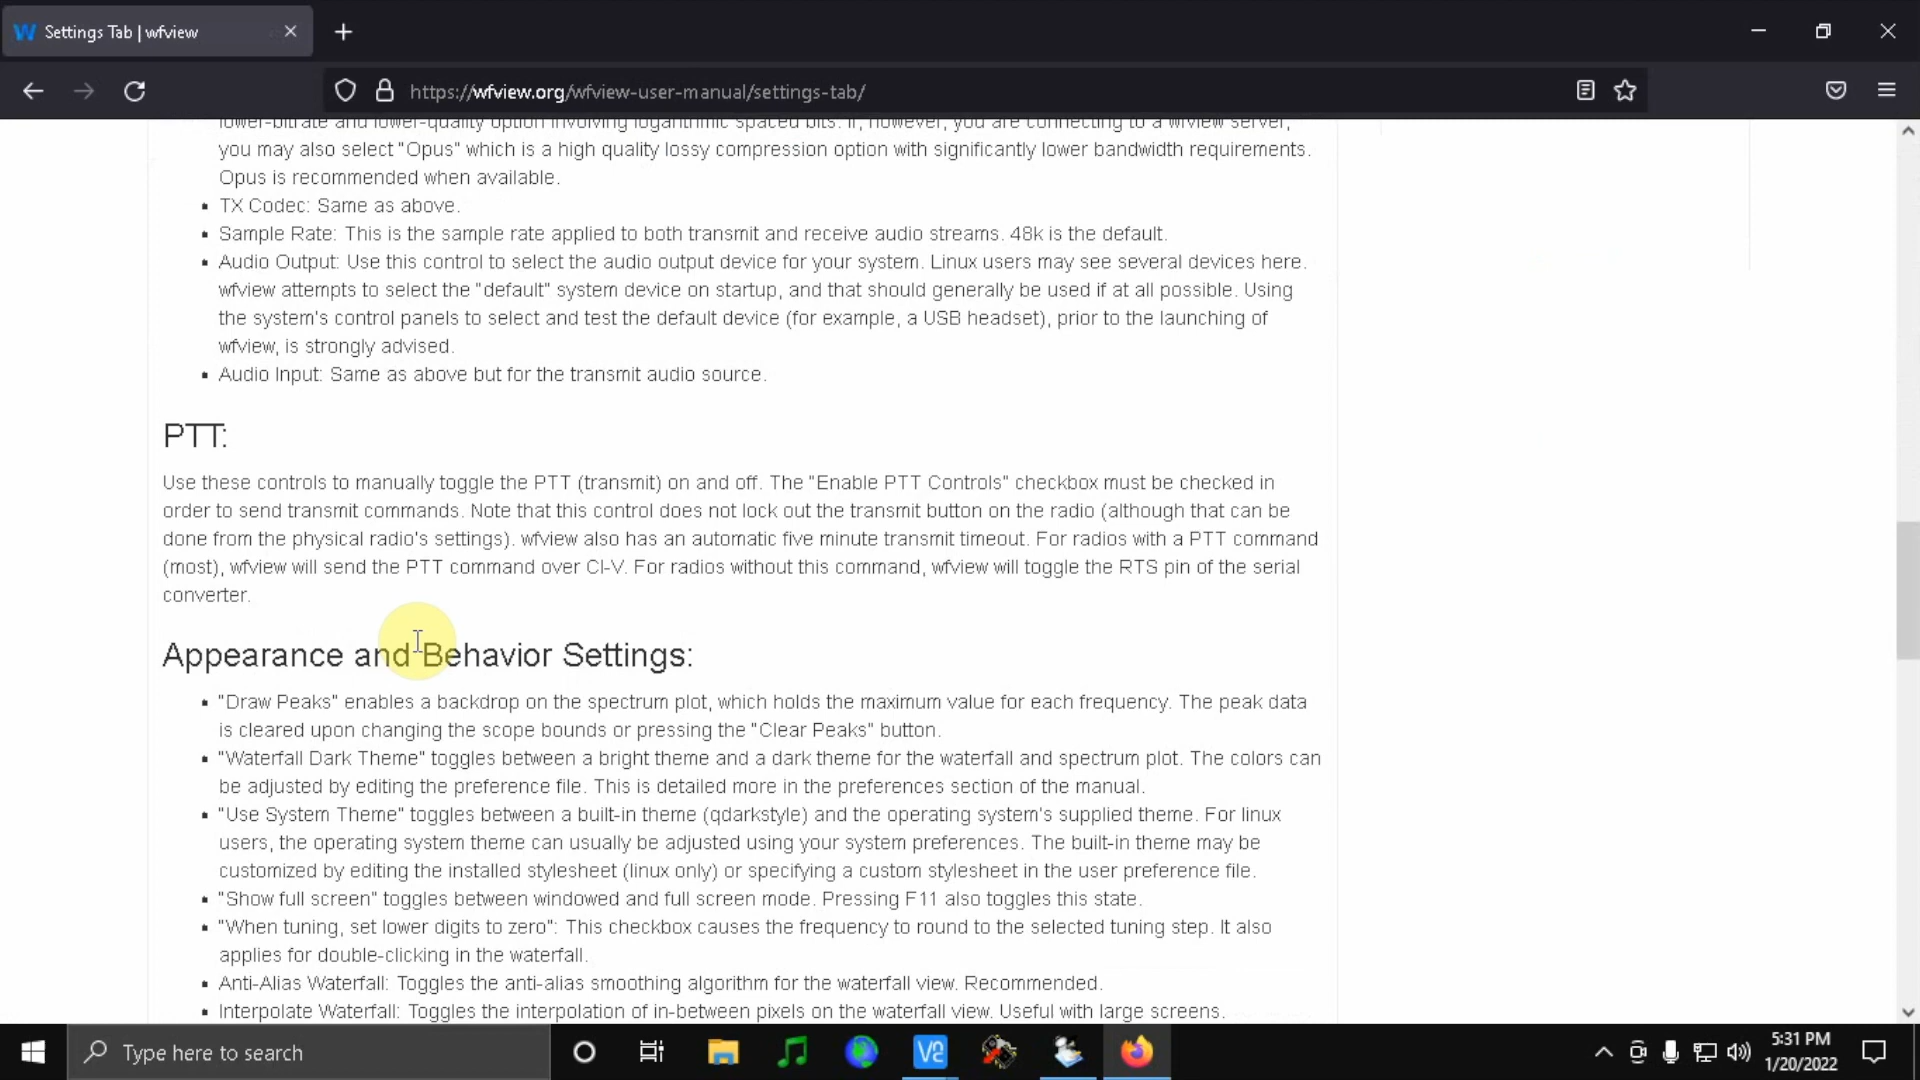 Settings Tab | wfview
https://wfview.org/wfview-user-manual/settings-tab/
lower-bitrate and lower-quality option involving logarithmic spaced bits. If, however, you are connecting to a wfview server,
you may also select "Opus" which is a high quality lossy compression option with significantly lower bandwidth requirements.
Opus is recommended when available.
TX Codec: Same as above.
Sample Rate: This is the sample rate applied to both transmit and receive audio streams. 48k is the default.
Audio Output: Use this control to select the audio output device for your system. Linux users may see several devices here.
wfview attempts to select the "default" system device on startup, and that should generally be used if at all possible. Using
the system's control panels to select and test the default device (for example, a USB headset), prior to the launching of
wfview, is strongly advised.
Audio Input: Same as above but for the transmit audio source.
PTT:
Use these controls to manually toggle the PTT (transmit) on and off. The "Enable PTT Controls" checkbox must be checked in
order to send transmit commands. Note that this control does not lock out the transmit button on the radio (although that can be
done from the physical radio's settings). wfview also has an automatic five minute transmit timeout. For radios with a PTT command
(most), wfview will send the PTT command over CI-V. For radios without this command, wfview will toggle the RTS pin of the serial
converter.
Appearance and Behavior Settings:
"Draw Peaks" enables a backdrop on the spectrum plot, which holds the maximum value for each frequency. The peak data
is cleared upon changing the scope bounds or pressing the "Clear Peaks" button.
"Waterfall Dark Theme" toggles between a bright theme and a dark theme for the waterfall and spectrum plot. The colors can
be adjusted by editing the preference file. This is detailed more in the preferences section of the manual.
"Use System Theme" toggles between a built-in theme (qdarkstyle) and the operating system's supplied theme. For linux
users, the operating system theme can usually be adjusted using your system preferences. The built-in theme may be
customized by editing the installed stylesheet (linux only) or specifying a custom stylesheet in the user preference file.
"Show full screen" toggles between windowed and full screen mode. Pressing F11 also toggles this state.
"When tuning, set lower digits to zero": This checkbox causes the frequency to round to the selected tuning step. It also
applies for double-clicking in the waterfall.
Anti-Alias Waterfall: Toggles the anti-alias smoothing algorithm for the waterfall view. Recommended.
Interpolate Waterfall: Toggles the interpolation of in-between pixels on the waterfall view. Useful with large screens.
Type here to search
5:31 PM
1/20/2022